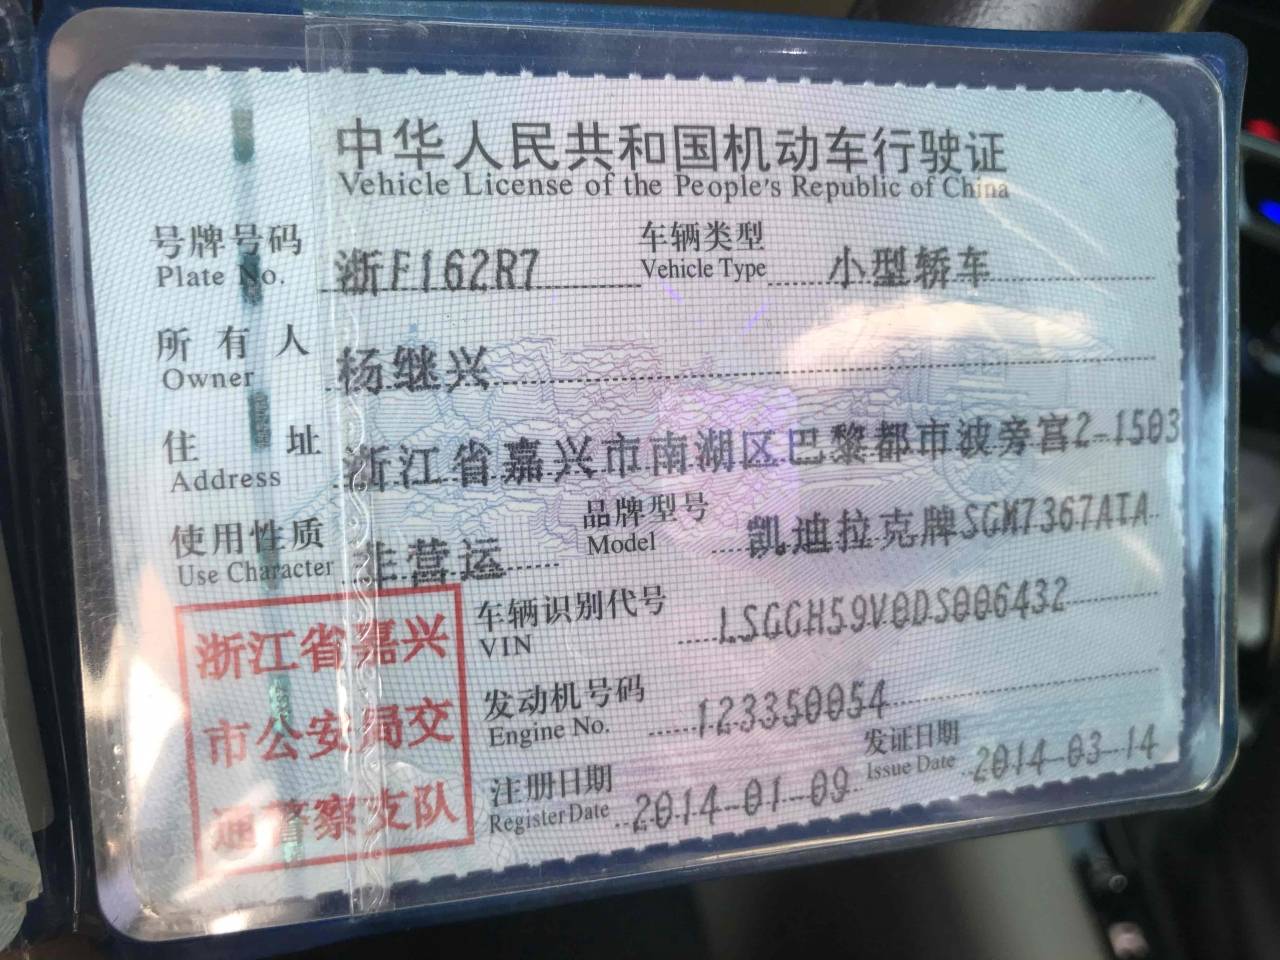 中华人民共和国机动车行驶证
Vehicle License of the People's Republic of China
号牌号码 浙F162R7 车辆类型 小型轿车
Plate No. Vehicle Type
所有人 杨继兴
Owner
住址 浙江省嘉兴市南湖区巴黎都市波旁宫2-1503
Address
使用性质 非营运 品牌型号 凯迪拉克牌SGM7367ATA
Use Character Model
车辆识别代号 LSGGH59V0DS006432
VIN
发动机号码 123350054
Engine No.
注册日期 2014-01-09 发证日期 2014-03-14
Register Date Issue Date
浙江省嘉兴
市公安局交
通警察支队